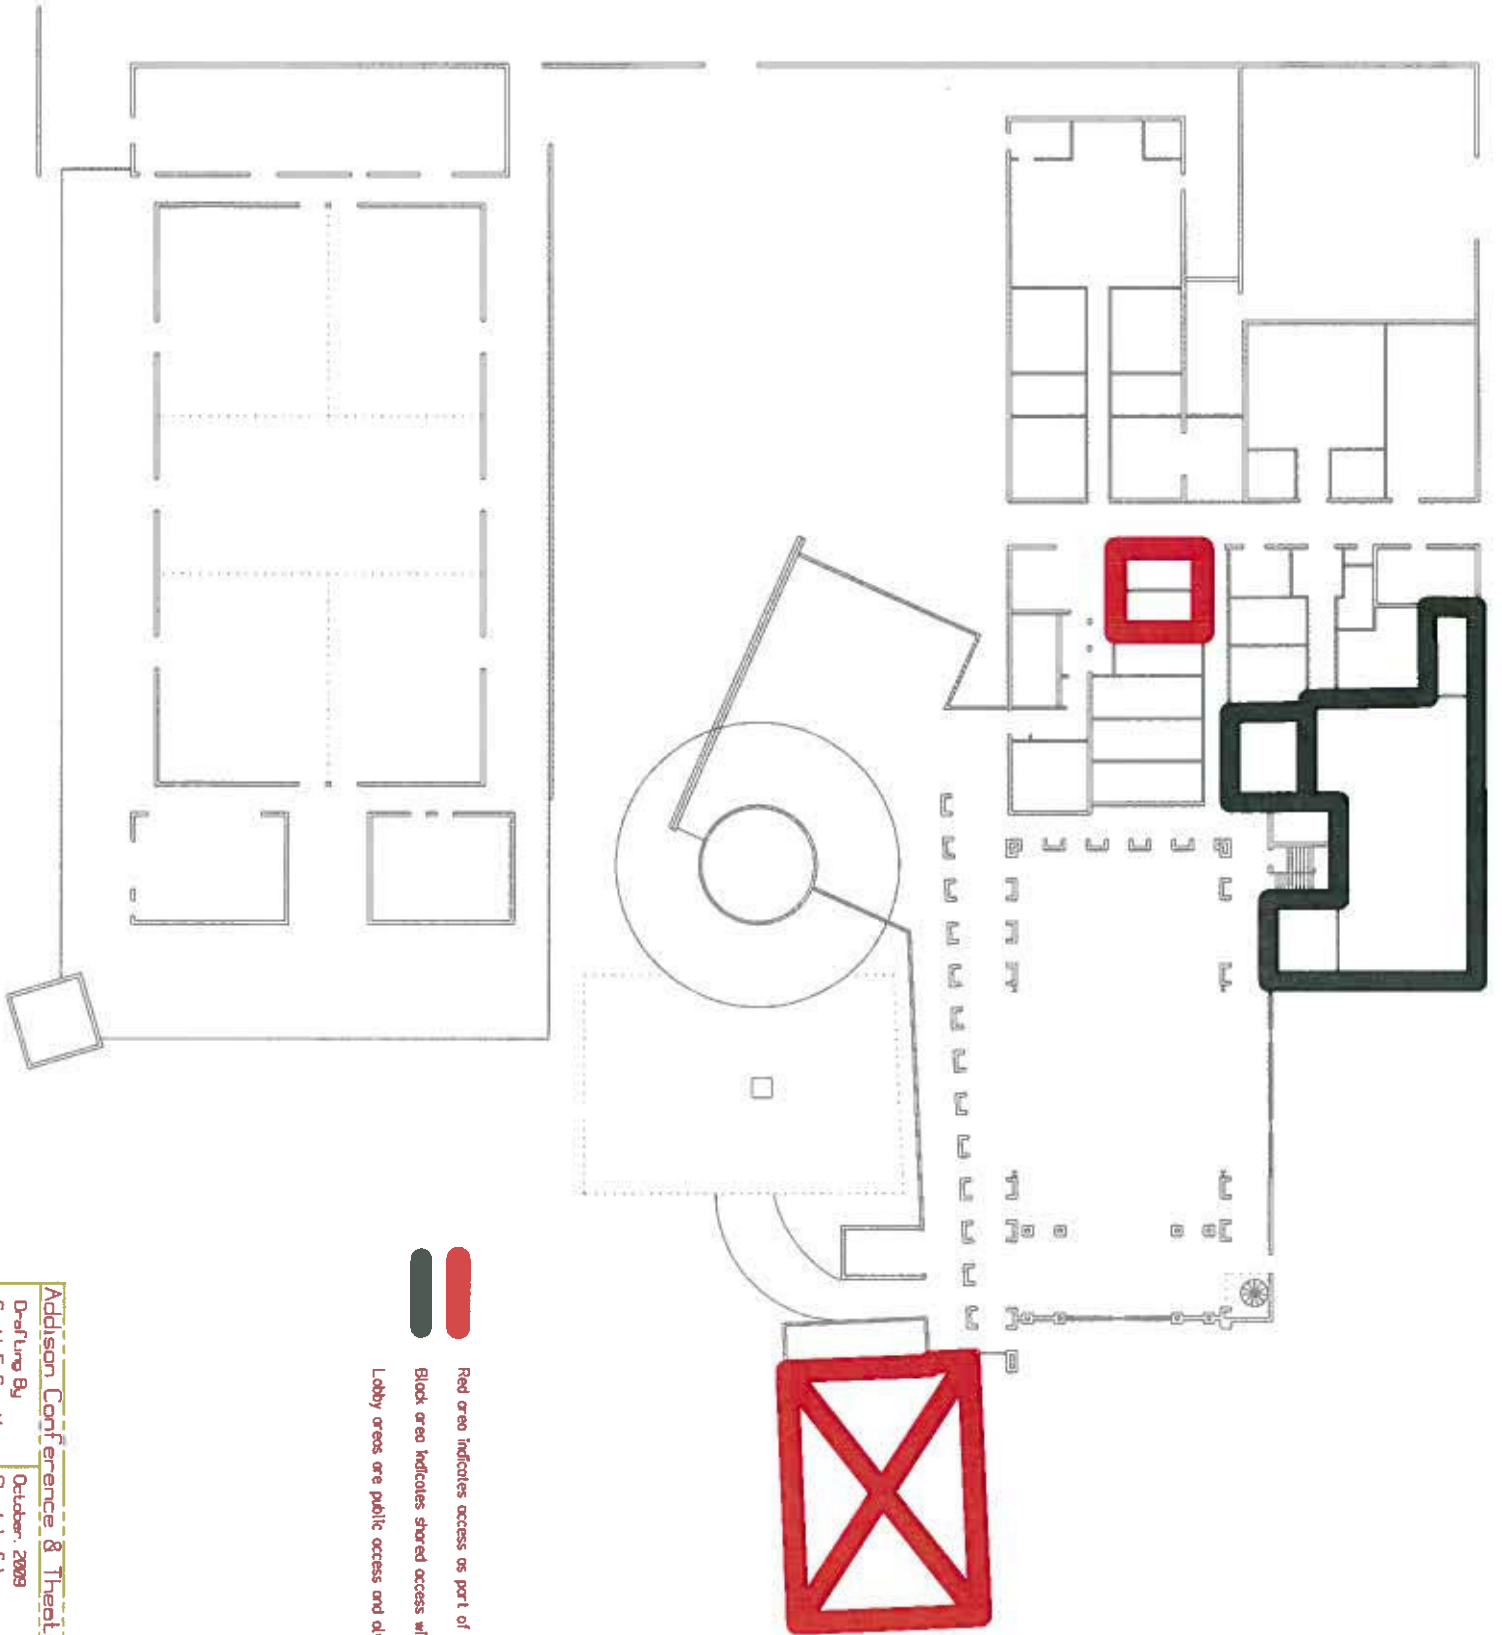 Red area indicates access as part of
Black area indicates shared access
Lobby areas are public access and
Addison Conference &
Drafting By
October, 2009